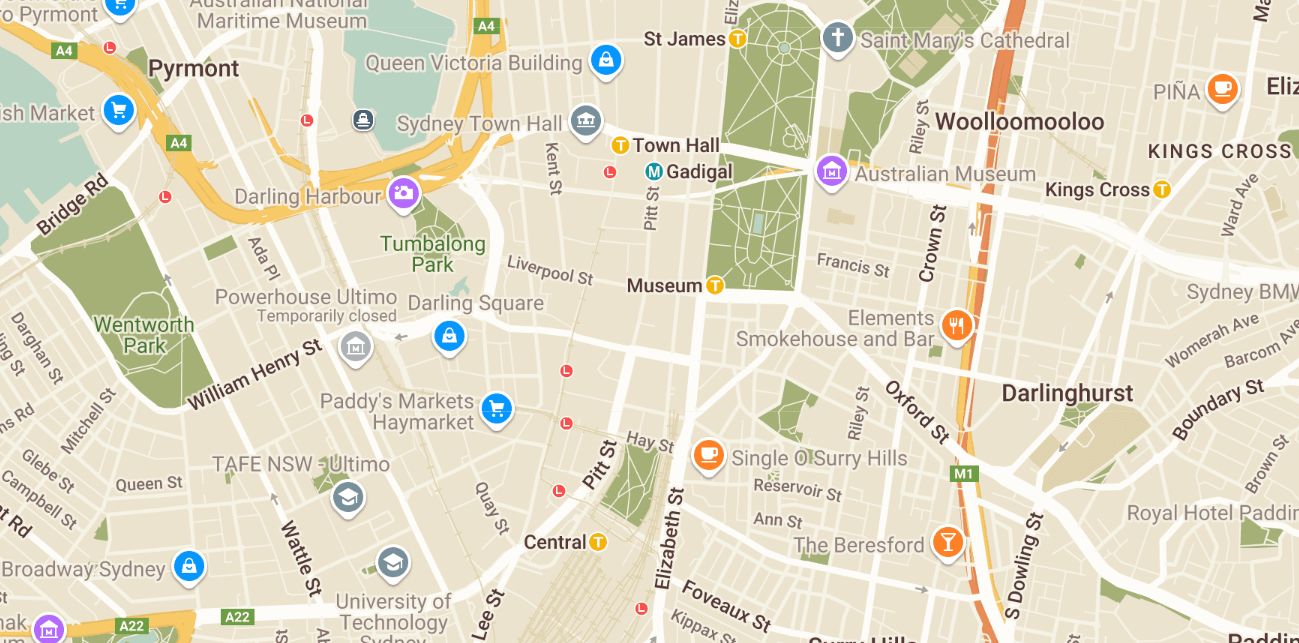 Australian National
Maritime Museum
o Pyrmont
A4
A4
St James
T
Saint Mary's Cathedral
Queen Victoria Building
Pyrmont
PIÑA
Eliz
ish Market
L
Sydney Town Hall
Woolloomooloo
Riley St
A4
T
Town Hall
KINGS CROSS
M
Gadigal
Kent St
Pitt St
Australian Museum
Kings Cross
T
Bridge Rd
Darling Harbour
Ward Ave
Crown St
Tumbalong
Park
Ada Pl
Francis St
Liverpool St
Museum
T
Sydney BMW
Powerhouse Ultimo
Temporarily closed
Darling Square
Elements
Smokehouse and Bar
Wentworth
Park
Womerah Ave
Barcom Ave
Darghan St
ng St
William Henry St
Darlinghurst
Boundary St
Paddy's Markets
Haymarket
Oxford St
Riley St
Mitchell St
ns Rd
Hay St
Pitt St
Single O Surry Hills
TAFE NSW - Ultimo
Glebe St
Campbell St
Queen St
Quay St
Reservoir St
M1
Brown St
Ann St
Royal Hotel Paddin
nt Rd
Central
T
Elizabeth St
The Beresford
S Dowling St
Wattle St
Broadway Sydney
Foveaux St
University of
Technology
Sydney
Lee St
Kippax St
A22
A22
Surry Hills
Paddin